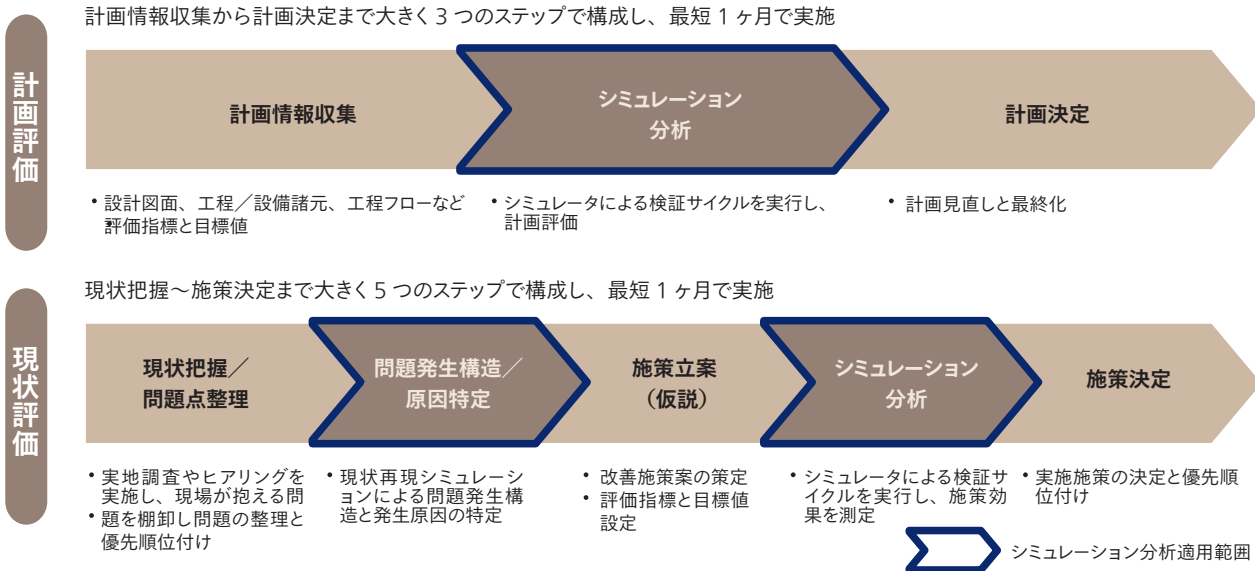 計画評価
計画情報収集から計画決定まで大きく3つのステップで構成し、最短1ヶ月で実施
計画情報収集
シミュレーション
分析
計画決定
• 設計図面、工程／設備諸元、工程フローなど
評価指標と目標値
• シミュレータによる検証サイクルを実行し、
計画評価
• 計画見直しと最終化
現状評価
現状把握～施策決定まで大きく5つのステップで構成し、最短1ヶ月で実施
現状把握／
問題点整理
問題発生構造／
原因特定
施策立案
（仮説）
シミュレーション
分析
施策決定
• 実地調査やヒアリングを
実施し、現場が抱える問
• 題を棚卸し問題の整理と
優先順位付け
• 現状再現シミュレーシ
ョンによる問題発生構
造と発生原因の特定
• 改善施策案の策定
• 評価指標と目標値
設定
• シミュレータによる検証サ
イクルを実行し、施策効
果を測定
• 実施施策の決定と優先順
位付け
シミュレーション分析適用範囲